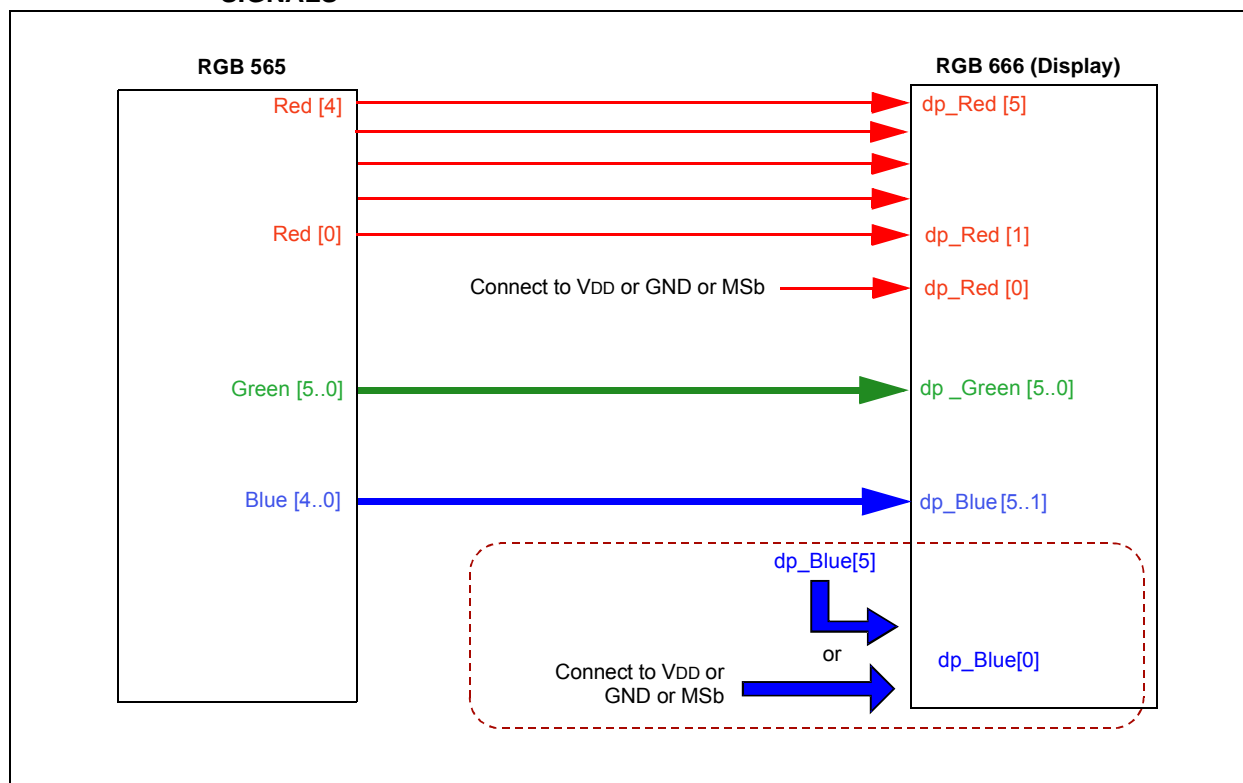 SIGNALS
RGB 565
RGB 666 (Display)
Red [4]
dp_Red [5]
Red [0]
dp_Red [1]
Connect to VDD or GND or MSb
dp_Red [0]
Green [5..0]
dp _Green [5..0]
Blue [4..0]
dp_Blue [5..1]
dp_Blue[5]
or
dp_Blue[0]
Connect to VDD or
GND or MSb